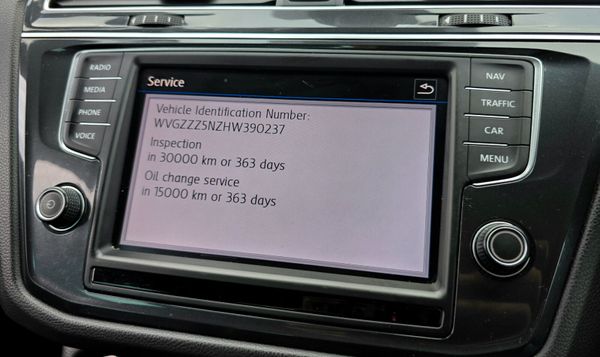 RADIO
MEDIA
PHONE
VOICE
Service
Vehicle Identification Number:
WVGZZZ5NZHW390237
Inspection
in 30000 km or 363 days
Oil change service
in 15000 km or 363 days
NAV
TRAFFIC
CAR
MENU